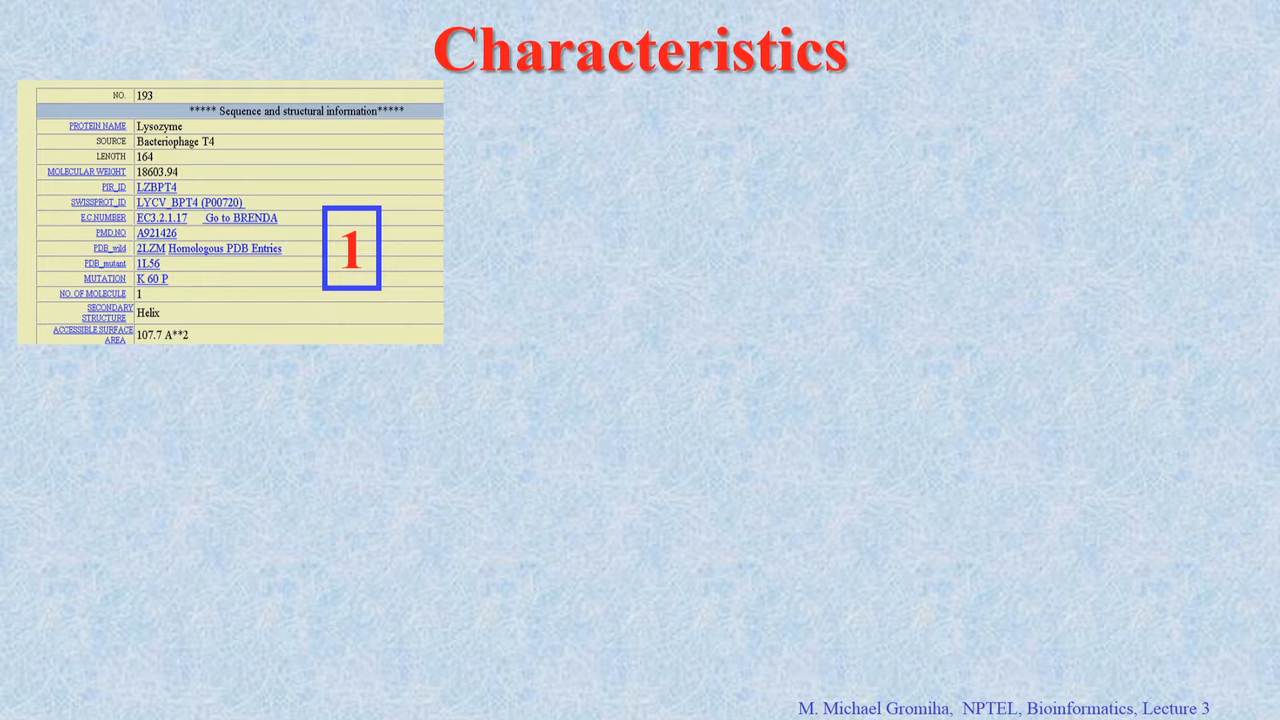 Characteristics
NO. 193
***** Sequence and structural information*****
PROTEIN NAME Lysozyme
SOURCE Bacteriophage T4
LENGTH 164
MOLECULAR WEIGHT 18603.94
PIR_ID LZBPT4
SWISSPROT_ID LYCV_BPT4 (P00720)
E.C.NUMBER EC3.2.1.17 Go to BRENDA
PMD.NO A921426
PDB_wild 2LZM Homologous PDB Entries
PDB_mutant 1L56
MUTATION K 60 P
NO. OF MOLECULE 1
SECONDARY
STRUCTURE Helix
ACCESSIBLE SURFACE
AREA 107.7 A**2
1
M. Michael Gromiha, NPTEL, Bioinformatics, Lecture 3